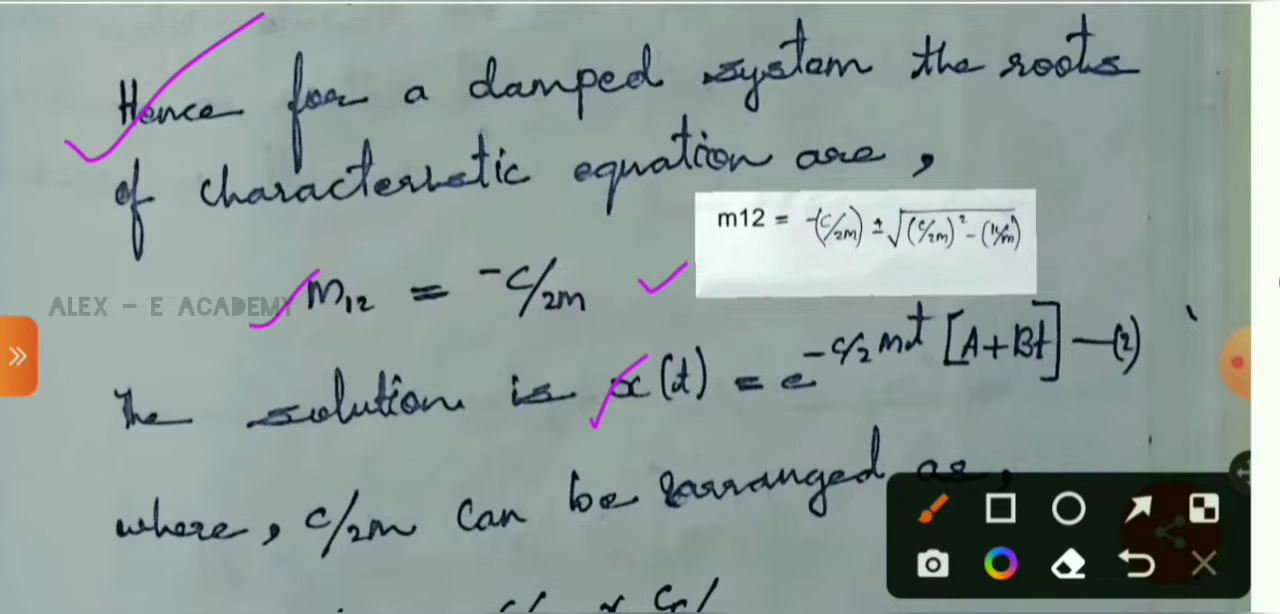 Hence for a damped system the roots
of characteristic equation are,
m12 = -(c/2m) ± √(c/2m)² - (k/m)
m12 = -c/2m
ALEX - E ACADEMY
The solution is x(t) = e^-c/2m t [A+Bt] —(2)
where, c/2m can be rarranged as,